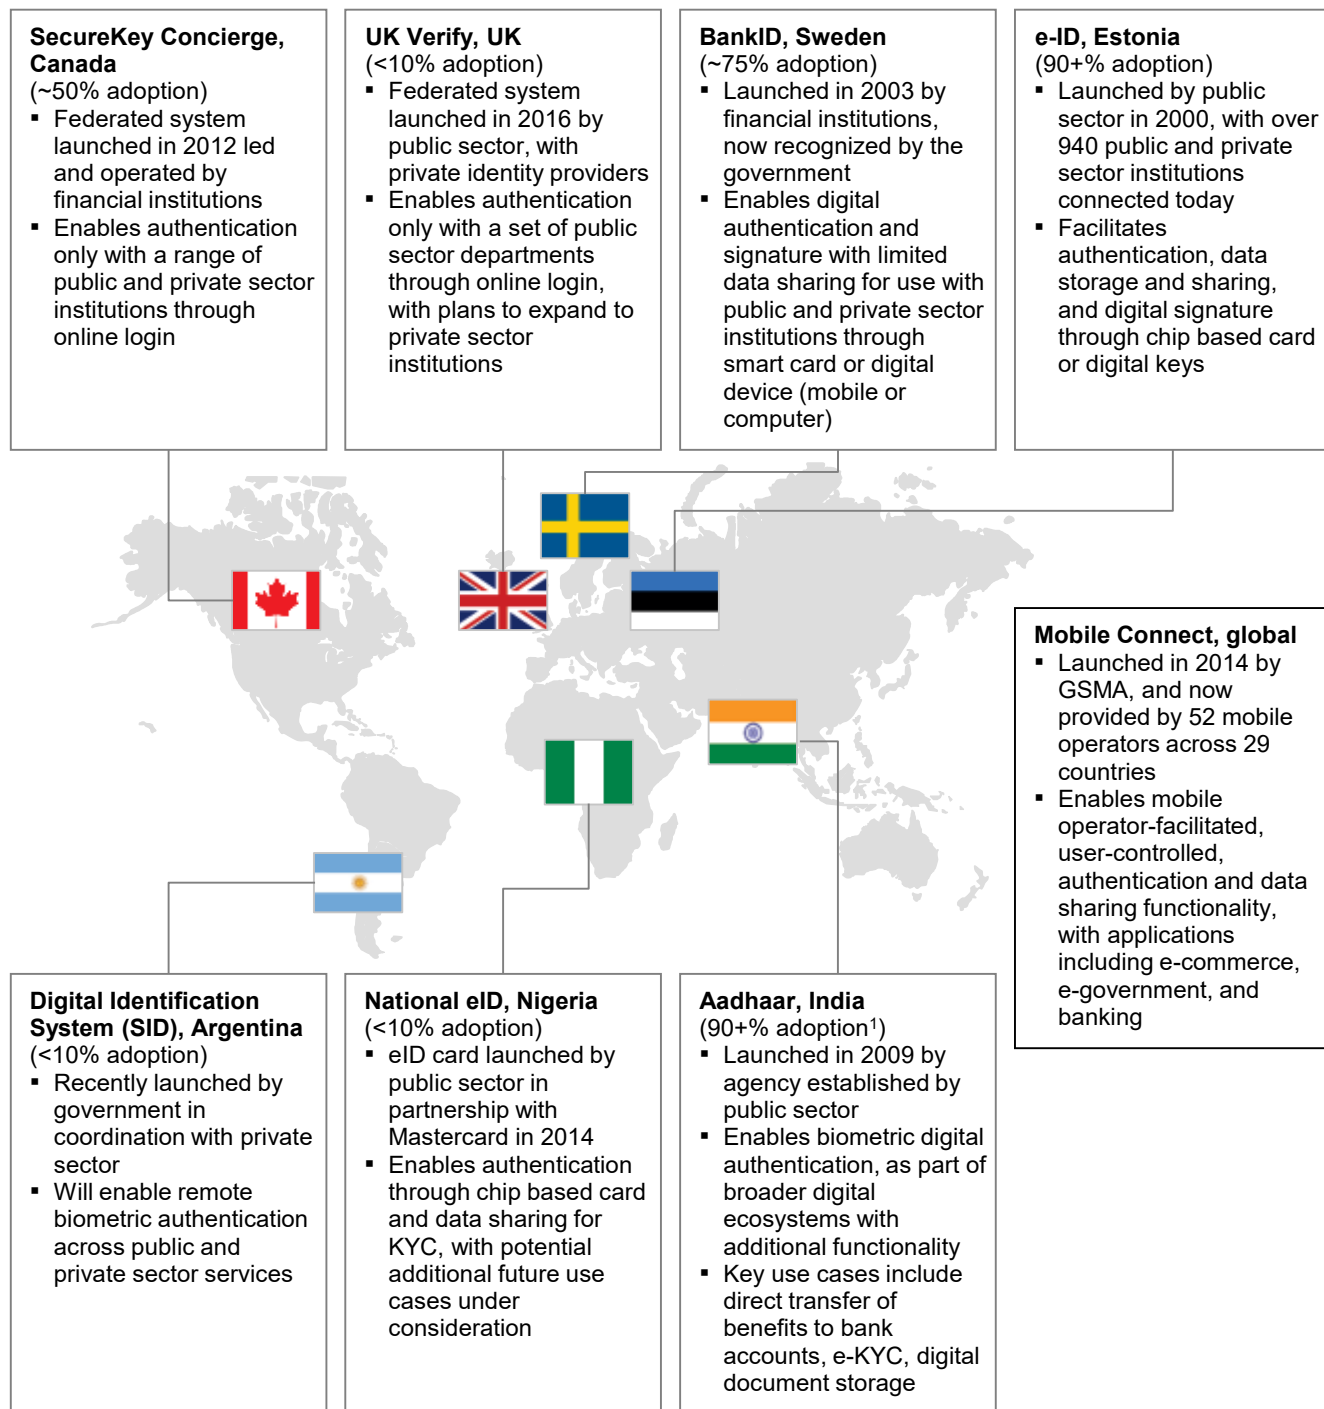 SecureKey Concierge,
Canada
(~50% adoption)
▪ Federated system
launched in 2012 led
and operated by
financial institutions
▪ Enables authentication
only with a range of
public and private sector
institutions through
online login
UK Verify, UK
(<10% adoption)
▪ Federated system
launched in 2016 by
public sector, with
private identity providers
▪ Enables authentication
only with a set of public
sector departments
through online login,
with plans to expand to
private sector
institutions
BankID, Sweden
(~75% adoption)
▪ Launched in 2003 by
financial institutions,
now recognized by the
government
▪ Enables digital
authentication and
signature with limited
data sharing for use with
public and private sector
institutions through
smart card or digital
device (mobile or
computer)
e-ID, Estonia
(90+% adoption)
▪ Launched by public
sector in 2000, with over
940 public and private
sector institutions
connected today
▪ Facilitates
authentication, data
storage and sharing,
and digital signature
through chip based card
or digital keys
Mobile Connect, global
▪ Launched in 2014 by
GSMA, and now
provided by 52 mobile
operators across 29
countries
▪ Enables mobile
operator-facilitated,
user-controlled,
authentication and data
sharing functionality,
with applications
including e-commerce,
e-government, and
banking
Digital Identification
System (SID), Argentina
(<10% adoption)
▪ Recently launched by
government in
coordination with private
sector
▪ Will enable remote
biometric authentication
across public and
private sector services
National eID, Nigeria
(<10% adoption)
▪ eID card launched by
public sector in
partnership with
Mastercard in 2014
▪ Enables authentication
through chip based card
and data sharing for
KYC, with potential
additional future use
cases under
consideration
Aadhaar, India
(90+% adoption¹)
▪ Launched in 2009 by
agency established by
public sector
▪ Enables biometric digital
authentication, as part of
broader digital
ecosystems with
additional functionality
▪ Key use cases include
direct transfer of
benefits to bank
accounts, e-KYC, digital
document storage